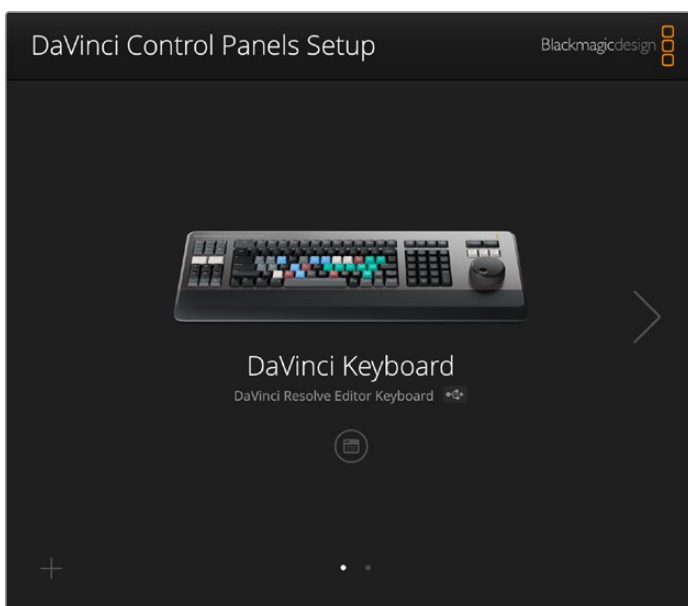 DaVinci Control Panels Setup
Blackmagicdesign
DaVinci Keyboard
DaVinci Resolve Editor Keyboard